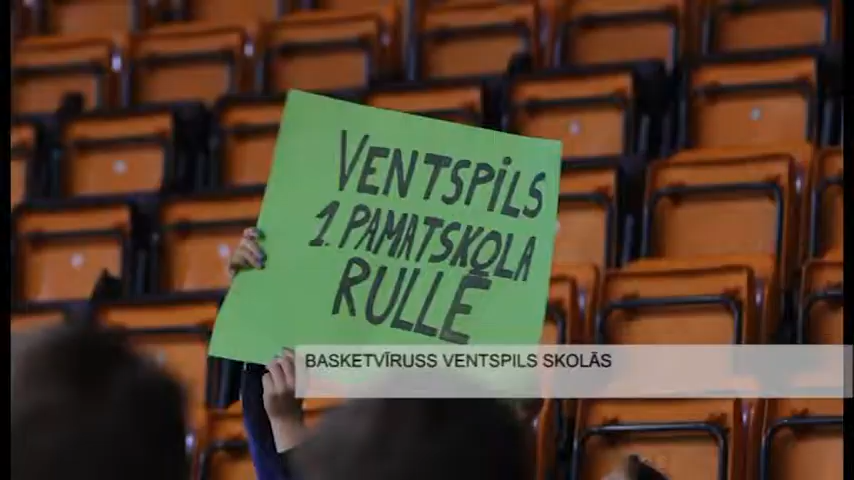 VENTSPILS
1. PAMATSKOLA
RULLĒ
BASKETVĪRUSS VENTSPILS SKOLĀS